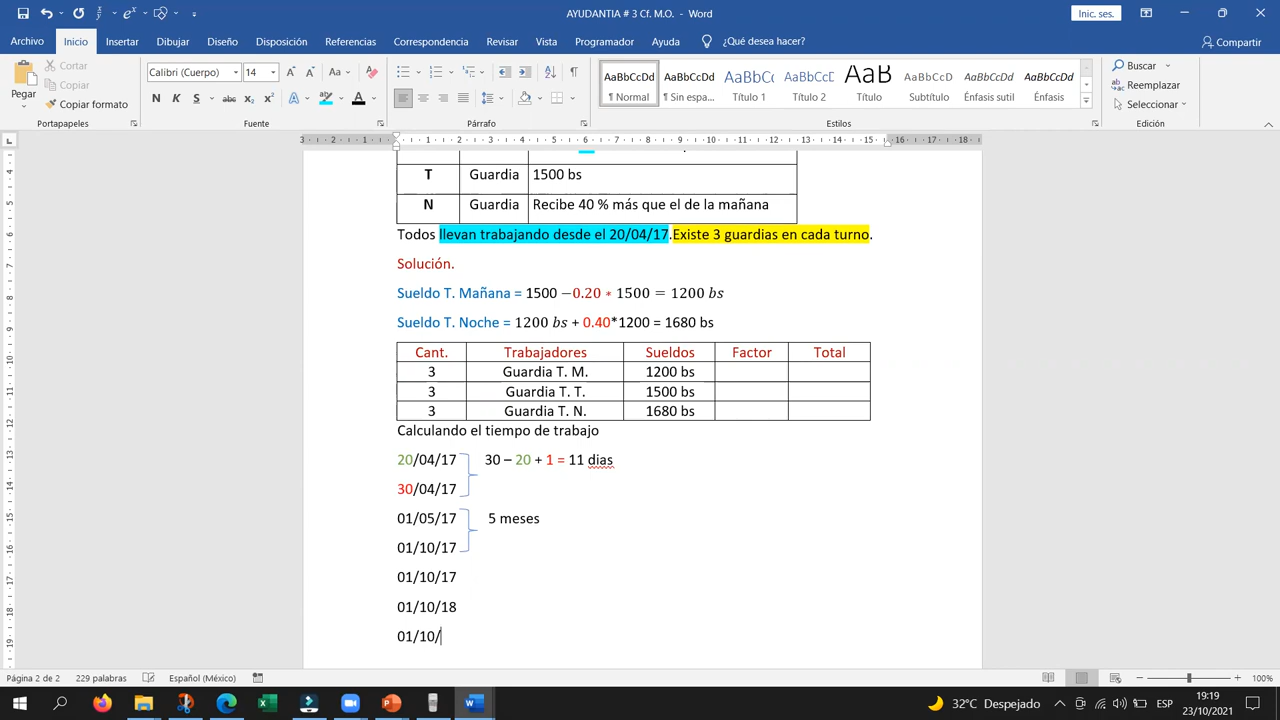 AYUDANTIA # 3 Cf. M.O. - Word
Inic. ses.
Archivo Inicio Insertar Dibujar Diseño Disposición Referencias Correspondencia Revisar Vista Programador Ayuda ¿Qué desea hacer? Compartir
Pegar
Cortar
Copiar
Copiar formato
Portapapeles
Calibri (Cuerpo) 14
Fuente
Párrafo
AaBbCcDd ¶ Normal
AaBbCcDd ¶ Sin espa...
AaBbCc Título 1
AaBbCcD Título 2
AaB Título
AaBbCcD Subtítulo
AaBbCcDd Énfasis sutil
AaBbCcDd Énfasis
Estilos
Buscar
Reemplazar
Seleccionar
Edición
T Guardia 1500 bs
N Guardia Recibe 40 % más que el de la mañana
Todos llevan trabajando desde el 20/04/17.Existe 3 guardias en cada turno.
Solución.
Sueldo T. Mañana = 1500 −0.20 ∗ 1500 = 1200 bs
Sueldo T. Noche = 1200 bs + 0.40*1200 = 1680 bs
Cant. Trabajadores Sueldos Factor Total
3 Guardia T. M. 1200 bs
3 Guardia T. T. 1500 bs
3 Guardia T. N. 1680 bs
Calculando el tiempo de trabajo
20/04/17 30 – 20 + 1 = 11 dias
30/04/17
01/05/17 5 meses
01/10/17
01/10/17
01/10/18
01/10/
Página 2 de 2 229 palabras Español (México) 100%
32°C Despejado ESP 19:19
23/10/2021